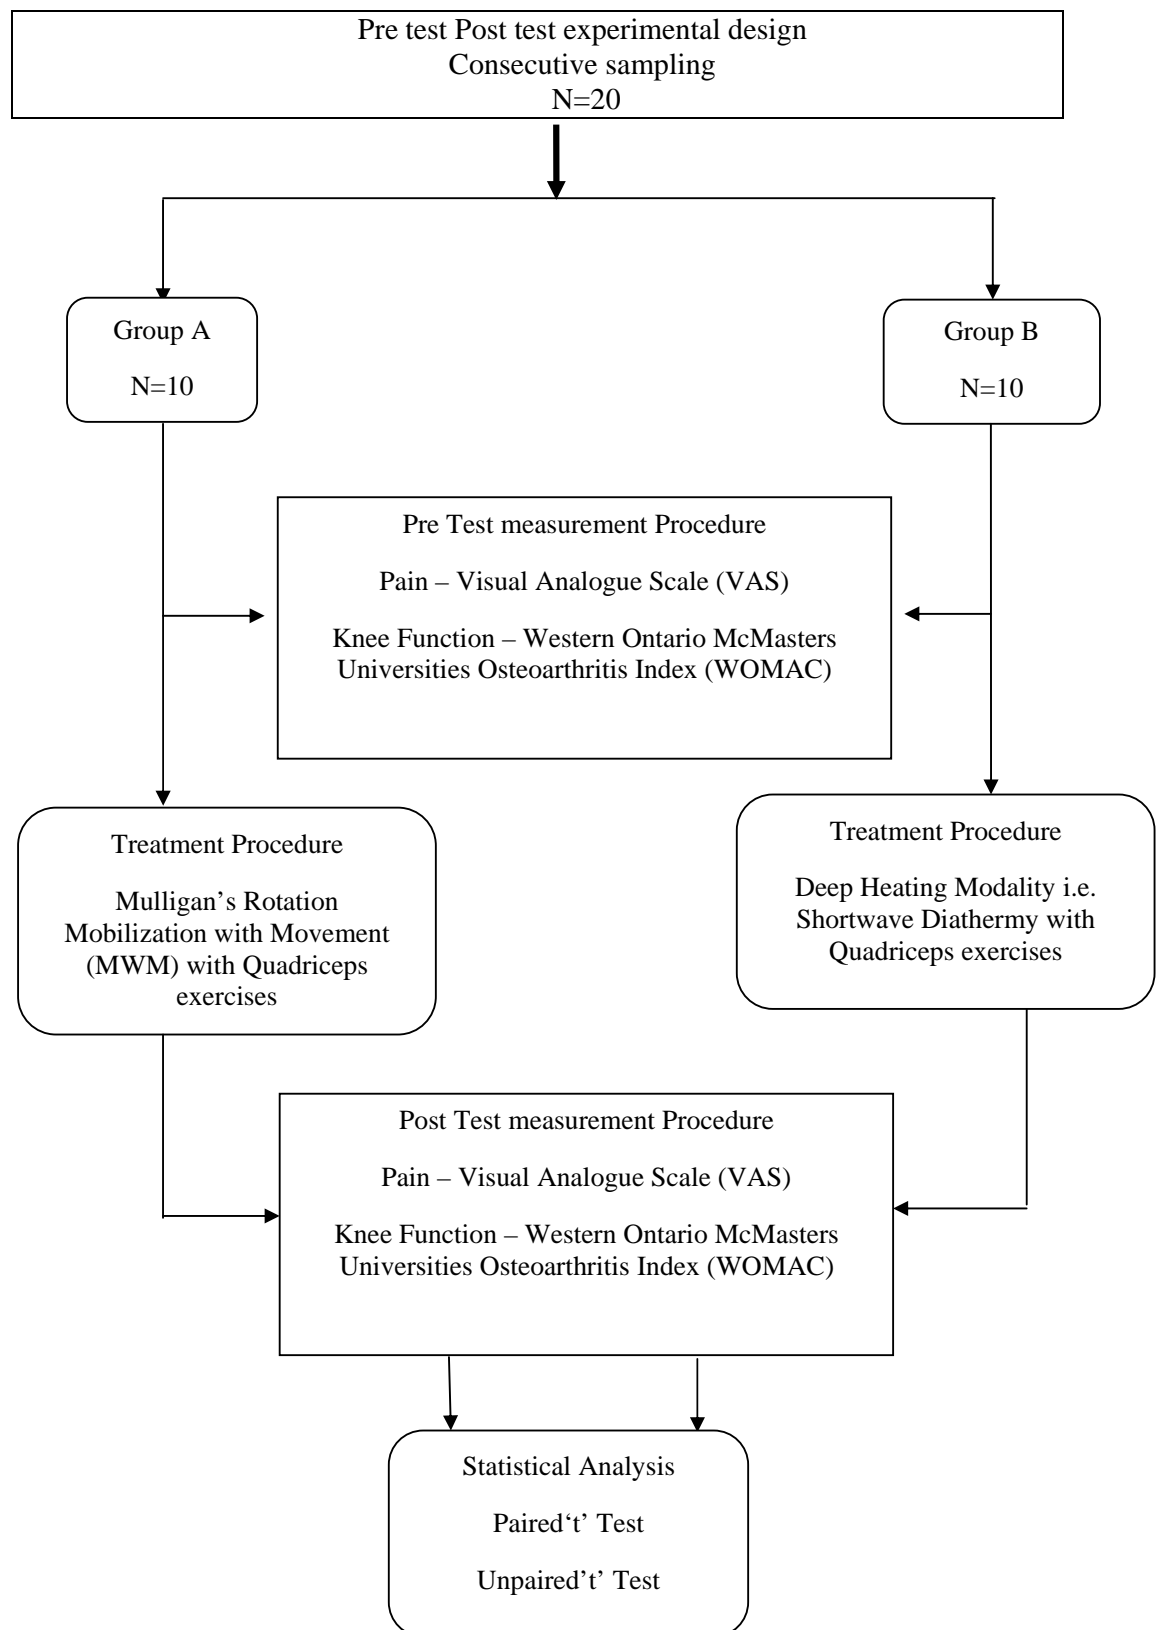 Pre test Post test experimental design
Consecutive sampling
N=20
Group A
N=10
Group B
N=10
Pre Test measurement Procedure
Pain – Visual Analogue Scale (VAS)
Knee Function – Western Ontario McMasters
Universities Osteoarthritis Index (WOMAC)
Treatment Procedure
Mulligan’s Rotation
Mobilization with Movement
(MWM) with Quadriceps
exercises
Treatment Procedure
Deep Heating Modality i.e.
Shortwave Diathermy with
Quadriceps exercises
Post Test measurement Procedure
Pain – Visual Analogue Scale (VAS)
Knee Function – Western Ontario McMasters
Universities Osteoarthritis Index (WOMAC)
Statistical Analysis
Paired‘t’ Test
Unpaired’t’ Test